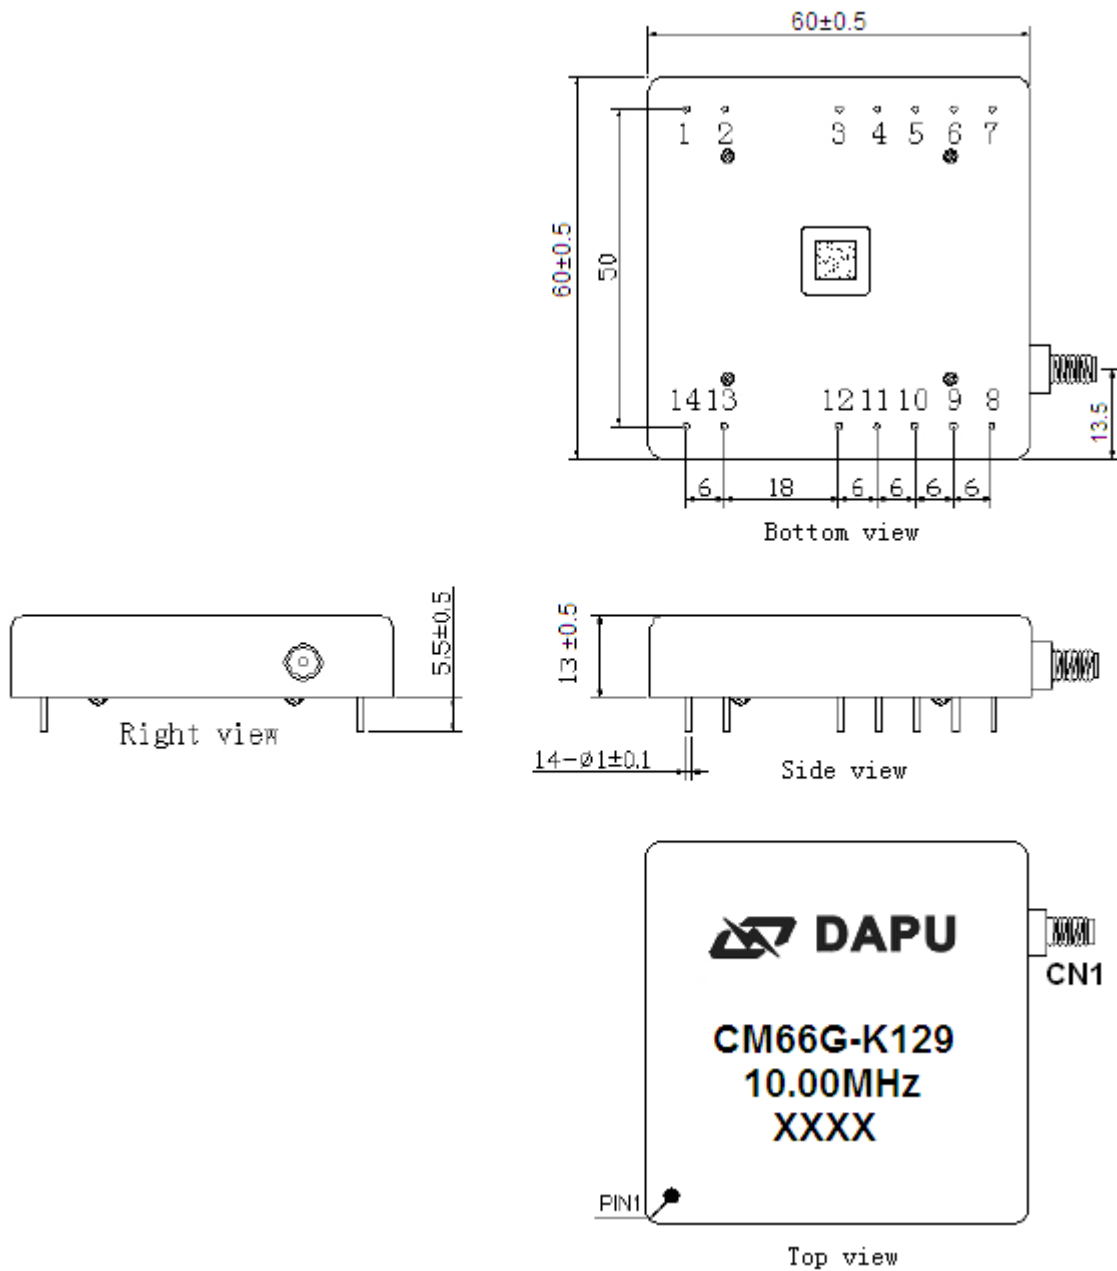 60±0.5
1 2 3 4 5 6 7
60±0.5
50
14 13 12 11 10 9 8
13.5
6 18 6 6 6 6
Bottom view
5.5±0.5
13 ±0.5
Right view
14-Ø1±0.1
Side view
DAPU
CN1
CM66G-K129
10.00MHz
XXXX
PIN1
Top view